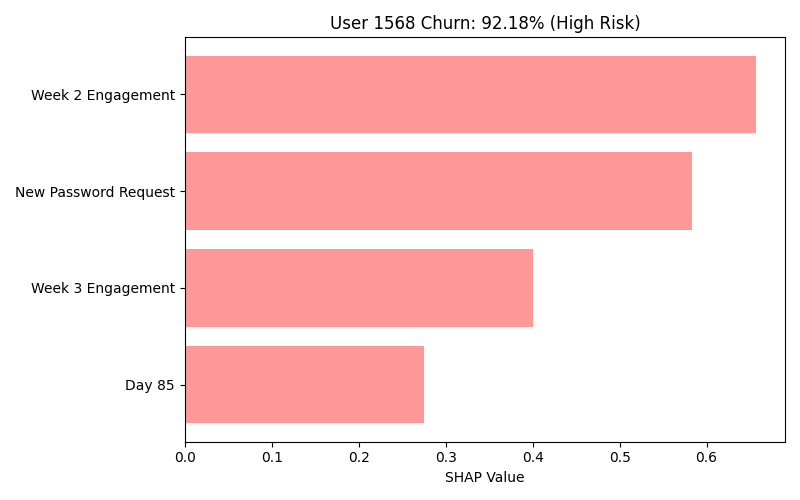 User 1568 Churn: 92.18% (High Risk)
Week 2 Engagement
New Password Request
Week 3 Engagement
Day 85
0.0 0.1 0.2 0.3 0.4 0.5 0.6
SHAP Value